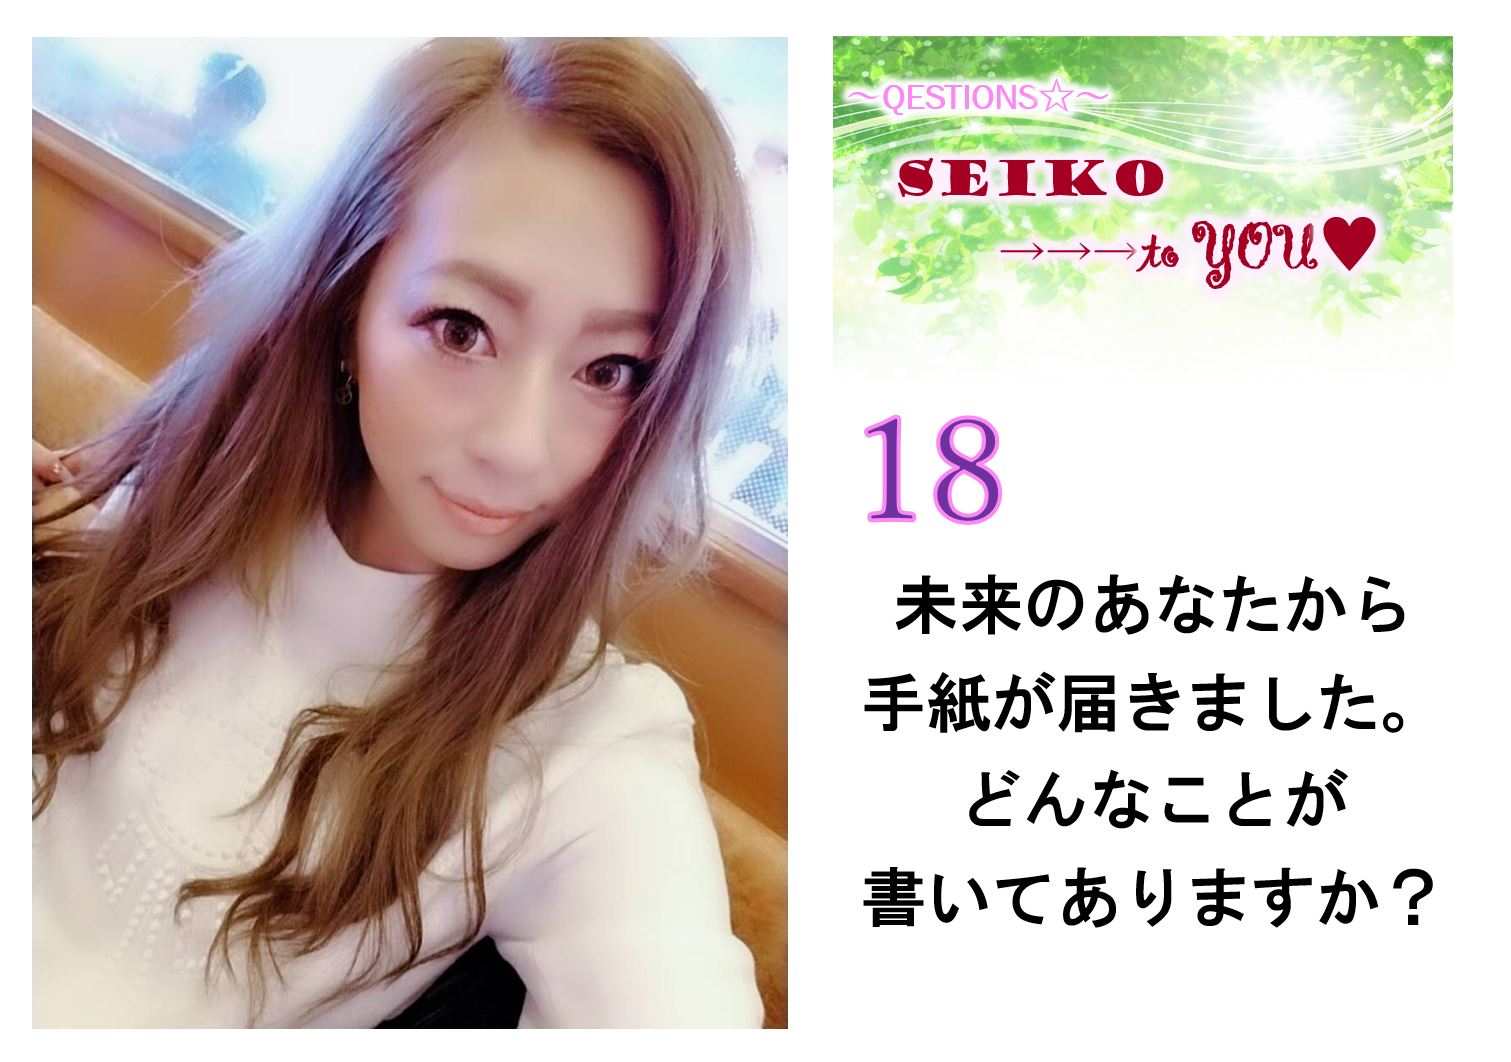 ～QESTIONS☆～
SEIKO
→→→to YOU♥
18
未来のあなたから
手紙が届きました。
どんなことが
書いてありますか？